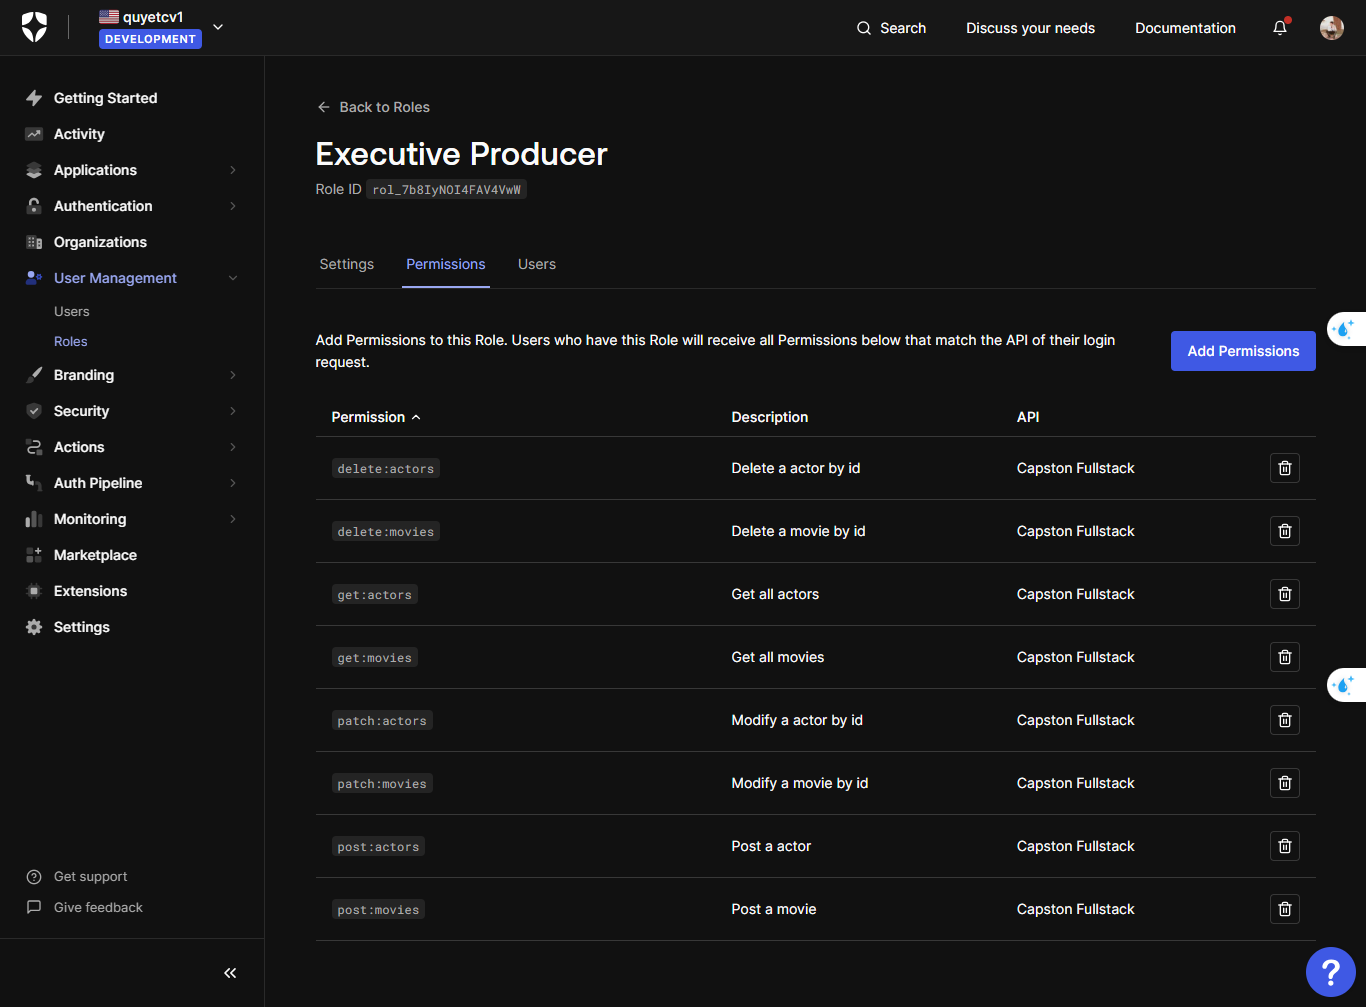 quyetcv1
DEVELOPMENT
Search
Discuss your needs
Documentation
Getting Started
Activity
Applications
Authentication
Organizations
User Management
Users
Roles
Branding
Security
Actions
Auth Pipeline
Monitoring
Marketplace
Extensions
Settings
Get support
Give feedback
Back to Roles
Executive Producer
Role ID rol_7b8IyNOI4FAV4VwW
Settings Permissions Users
Add Permissions to this Role. Users who have this Role will receive all Permissions below that match the API of their login
request.
Add Permissions
Permission Description API
delete:actors Delete a actor by id Capston Fullstack
delete:movies Delete a movie by id Capston Fullstack
get:actors Get all actors Capston Fullstack
get:movies Get all movies Capston Fullstack
patch:actors Modify a actor by id Capston Fullstack
patch:movies Modify a movie by id Capston Fullstack
post:actors Post a actor Capston Fullstack
post:movies Post a movie Capston Fullstack
?